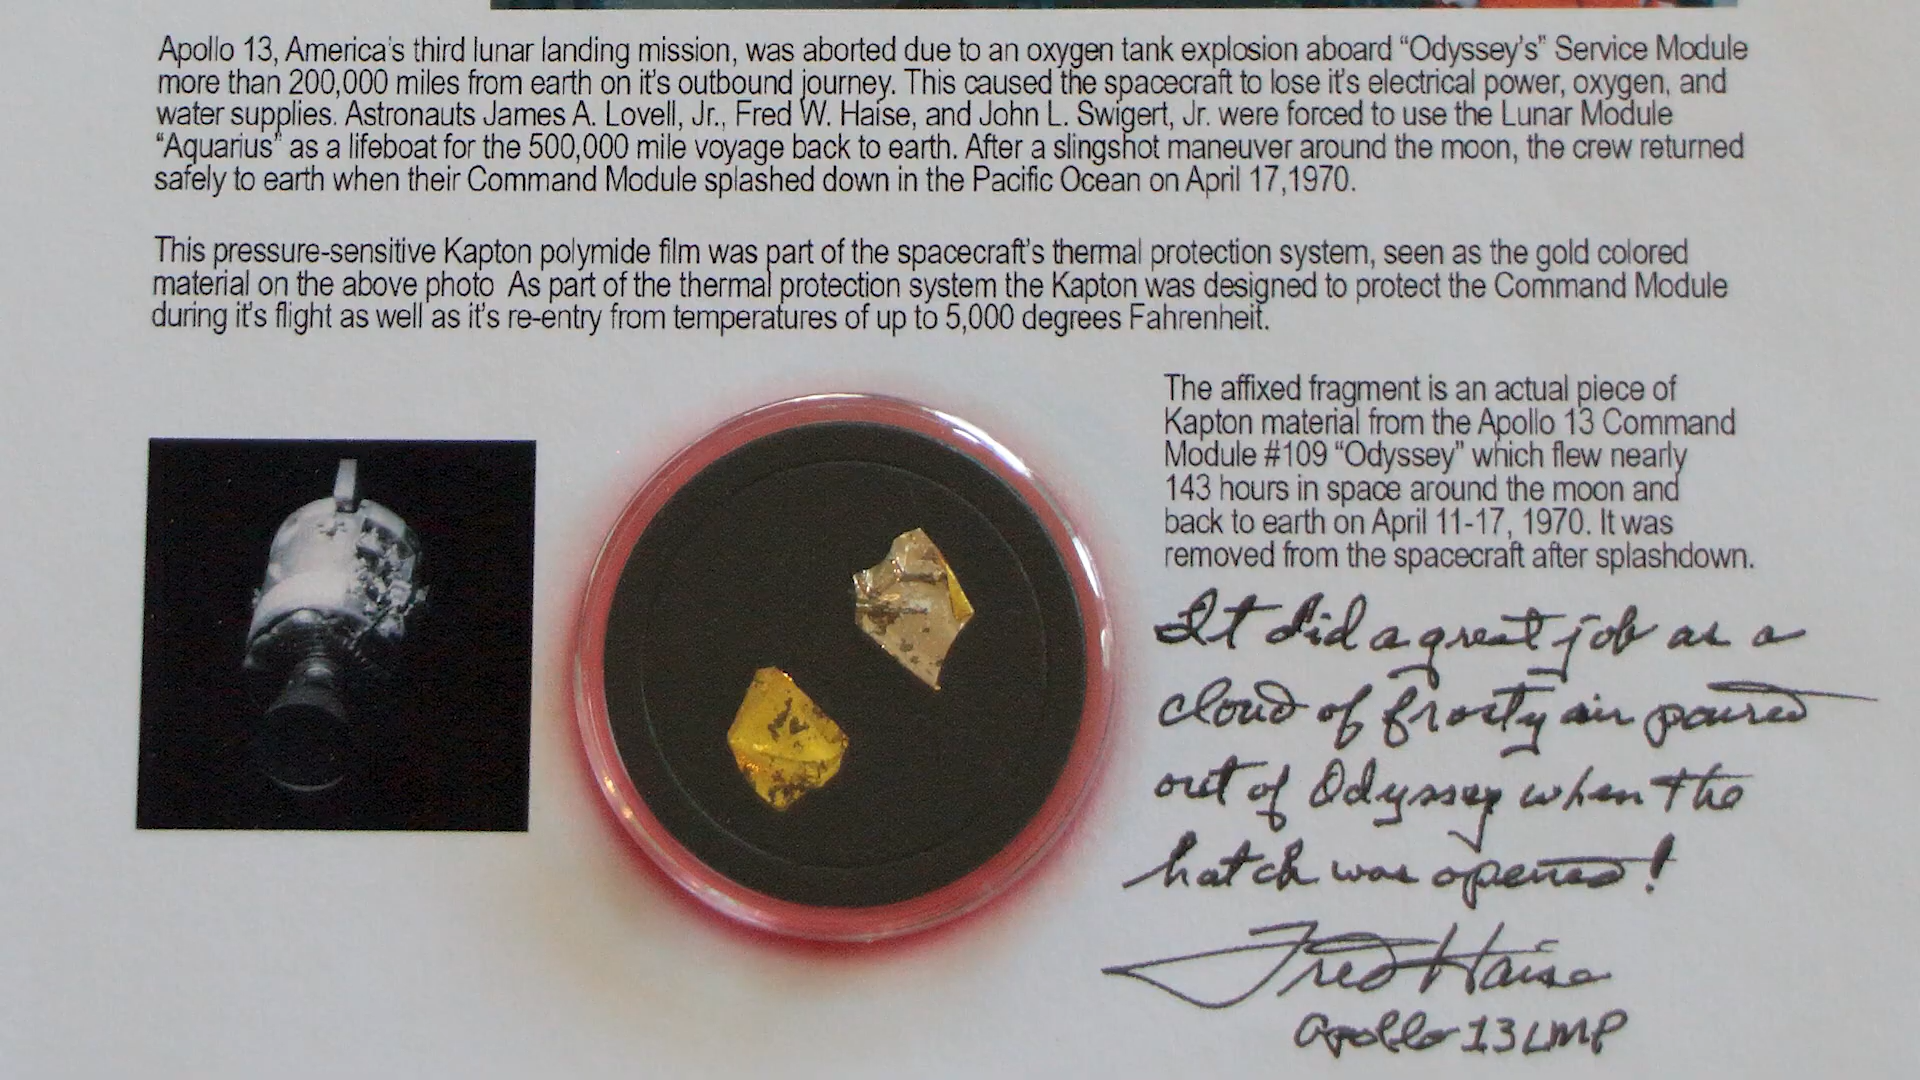 Apollo 13, America's third lunar landing mission, was aborted due to an oxygen tank explosion aboard “Odyssey's” Service Module
more than 200,000 miles from earth on it's outbound journey. This caused the spacecraft to lose it's electrical power, oxygen, and
water supplies. Astronauts James A. Lovell, Jr., Fred W. Haise, and John L. Swigert, Jr. were forced to use the Lunar Module
“Aquarius” as a lifeboat for the 500,000 mile voyage back to earth. After a slingshot maneuver around the moon, the crew returned
safely to earth when their Command Module splashed down in the Pacific Ocean on April 17,1970.
This pressure-sensitive Kapton polymide film was part of the spacecraft's thermal protection system, seen as the gold colored
material on the above photo As part of the thermal protection system the Kapton was designed to protect the Command Module
during it's flight as well as it's re-entry from temperatures of up to 5,000 degrees Fahrenheit.
The affixed fragment is an actual piece of
Kapton material from the Apollo 13 Command
Module #109 “Odyssey” which flew nearly
143 hours in space around the moon and
back to earth on April 11-17, 1970. It was
removed from the spacecraft after splashdown.
It did a great job as a
cloud of frosty air poured
out of Odyssey when the
hatch was opened!
Fred Haise
Apollo 13 LMP